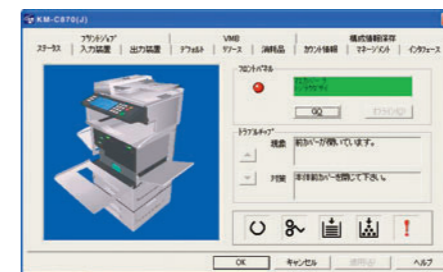 KM-C870(J)
プリントジョブ VMB 構成情報保存
ステータス 入力装置 出力装置 デフォルト リソース 消耗品 カウント情報 マネージメント インタフェース
フロントパネル
GO
トラブルチップ
現象 前カバーが開いています。
対策 本体前カバーを閉じて下さい。
OK キャンセル ヘルプ